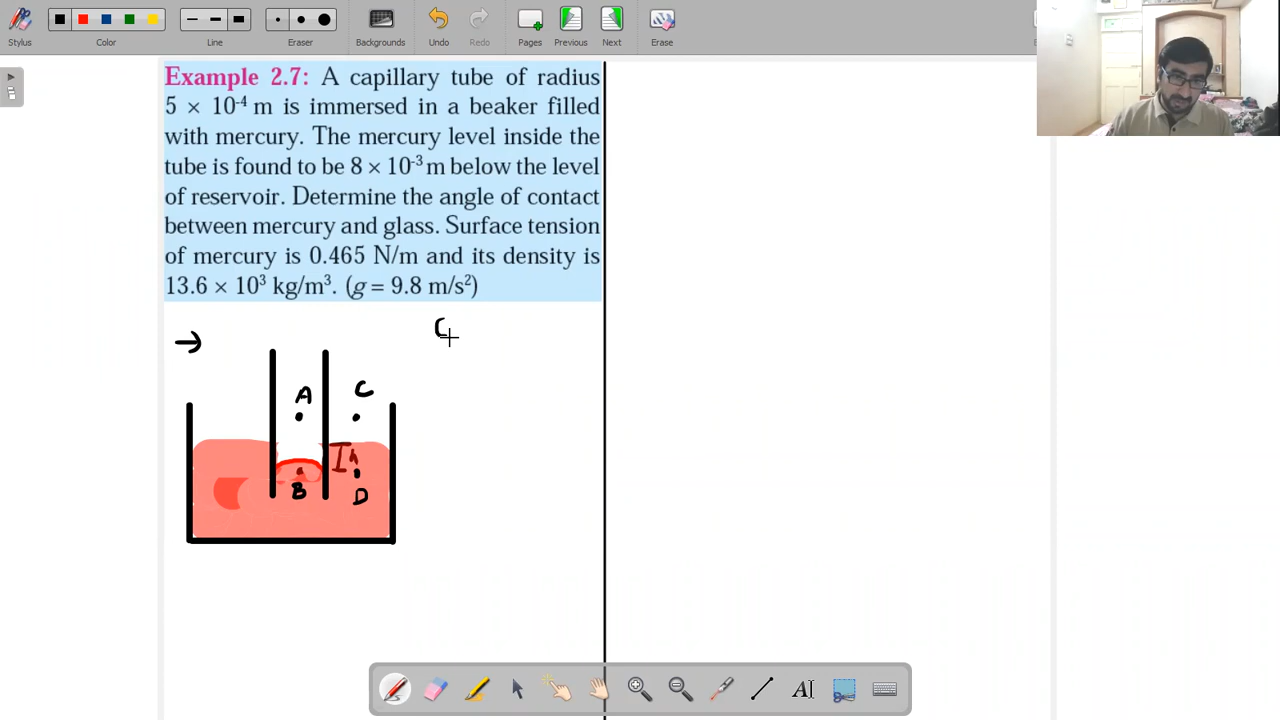 Stylus
Color
Line
Eraser
Backgrounds
Undo
Redo
Pages
Previous
Next
Erase
Example 2.7: A capillary tube of radius
5 × 10⁻⁴ m is immersed in a beaker filled
with mercury. The mercury level inside the
tube is found to be 8 × 10⁻³ m below the level
of reservoir. Determine the angle of contact
between mercury and glass. Surface tension
of mercury is 0.465 N/m and its density is
13.6 × 10³ kg/m³. (g = 9.8 m/s²)
→
A
C
h
B
D
AI